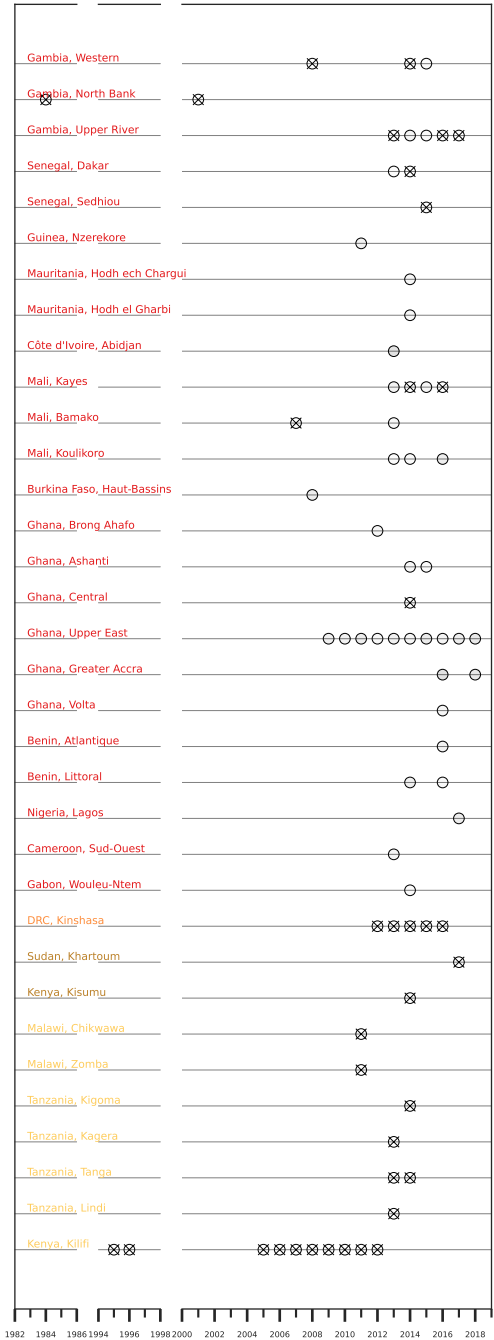 Gambia, Western
Gambia, North Bank
Gambia, Upper River
Senegal, Dakar
Senegal, Sedhiou
Guinea, Nzerekore
Mauritania, Hodh ech Chargui
Mauritania, Hodh el Gharbi
Côte d'Ivoire, Abidjan
Mali, Kayes
Mali, Bamako
Mali, Koulikoro
Burkina Faso, Haut-Bassins
Ghana, Brong Ahafo
Ghana, Ashanti
Ghana, Central
Ghana, Upper East
Ghana, Greater Accra
Ghana, Volta
Benin, Atlantique
Benin, Littoral
Nigeria, Lagos
Cameroon, Sud-Ouest
Gabon, Wouleu-Ntem
DRC, Kinshasa
Sudan, Khartoum
Kenya, Kisumu
Malawi, Chikwawa
Malawi, Zomba
Tanzania, Kigoma
Tanzania, Kagera
Tanzania, Tanga
Tanzania, Lindi
Kenya, Kilifi
1982 1984 1986 1994 1996 1998 2000 2002 2004 2006 2008 2010 2012 2014 2016 2018